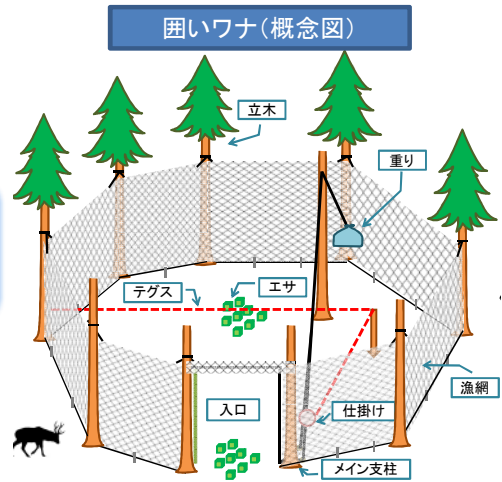 囲いワナ(概念図)
立木
重り
テグス
エサ
漁網
入口
仕掛け
メイン支柱